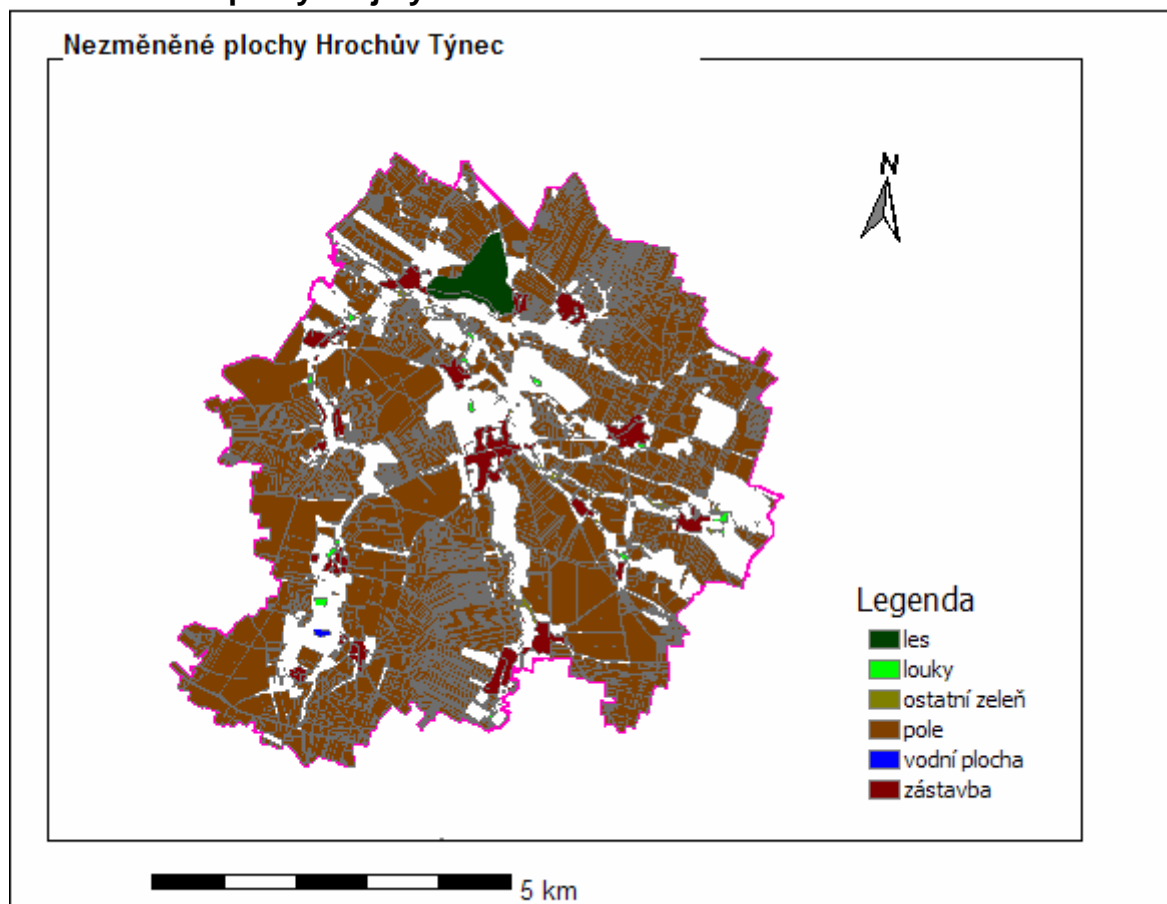 Nezměněné plochy Hrochův Týnec
N
Legenda
les
louky
ostatní zeleň
pole
vodní plocha
zástavba
5 km